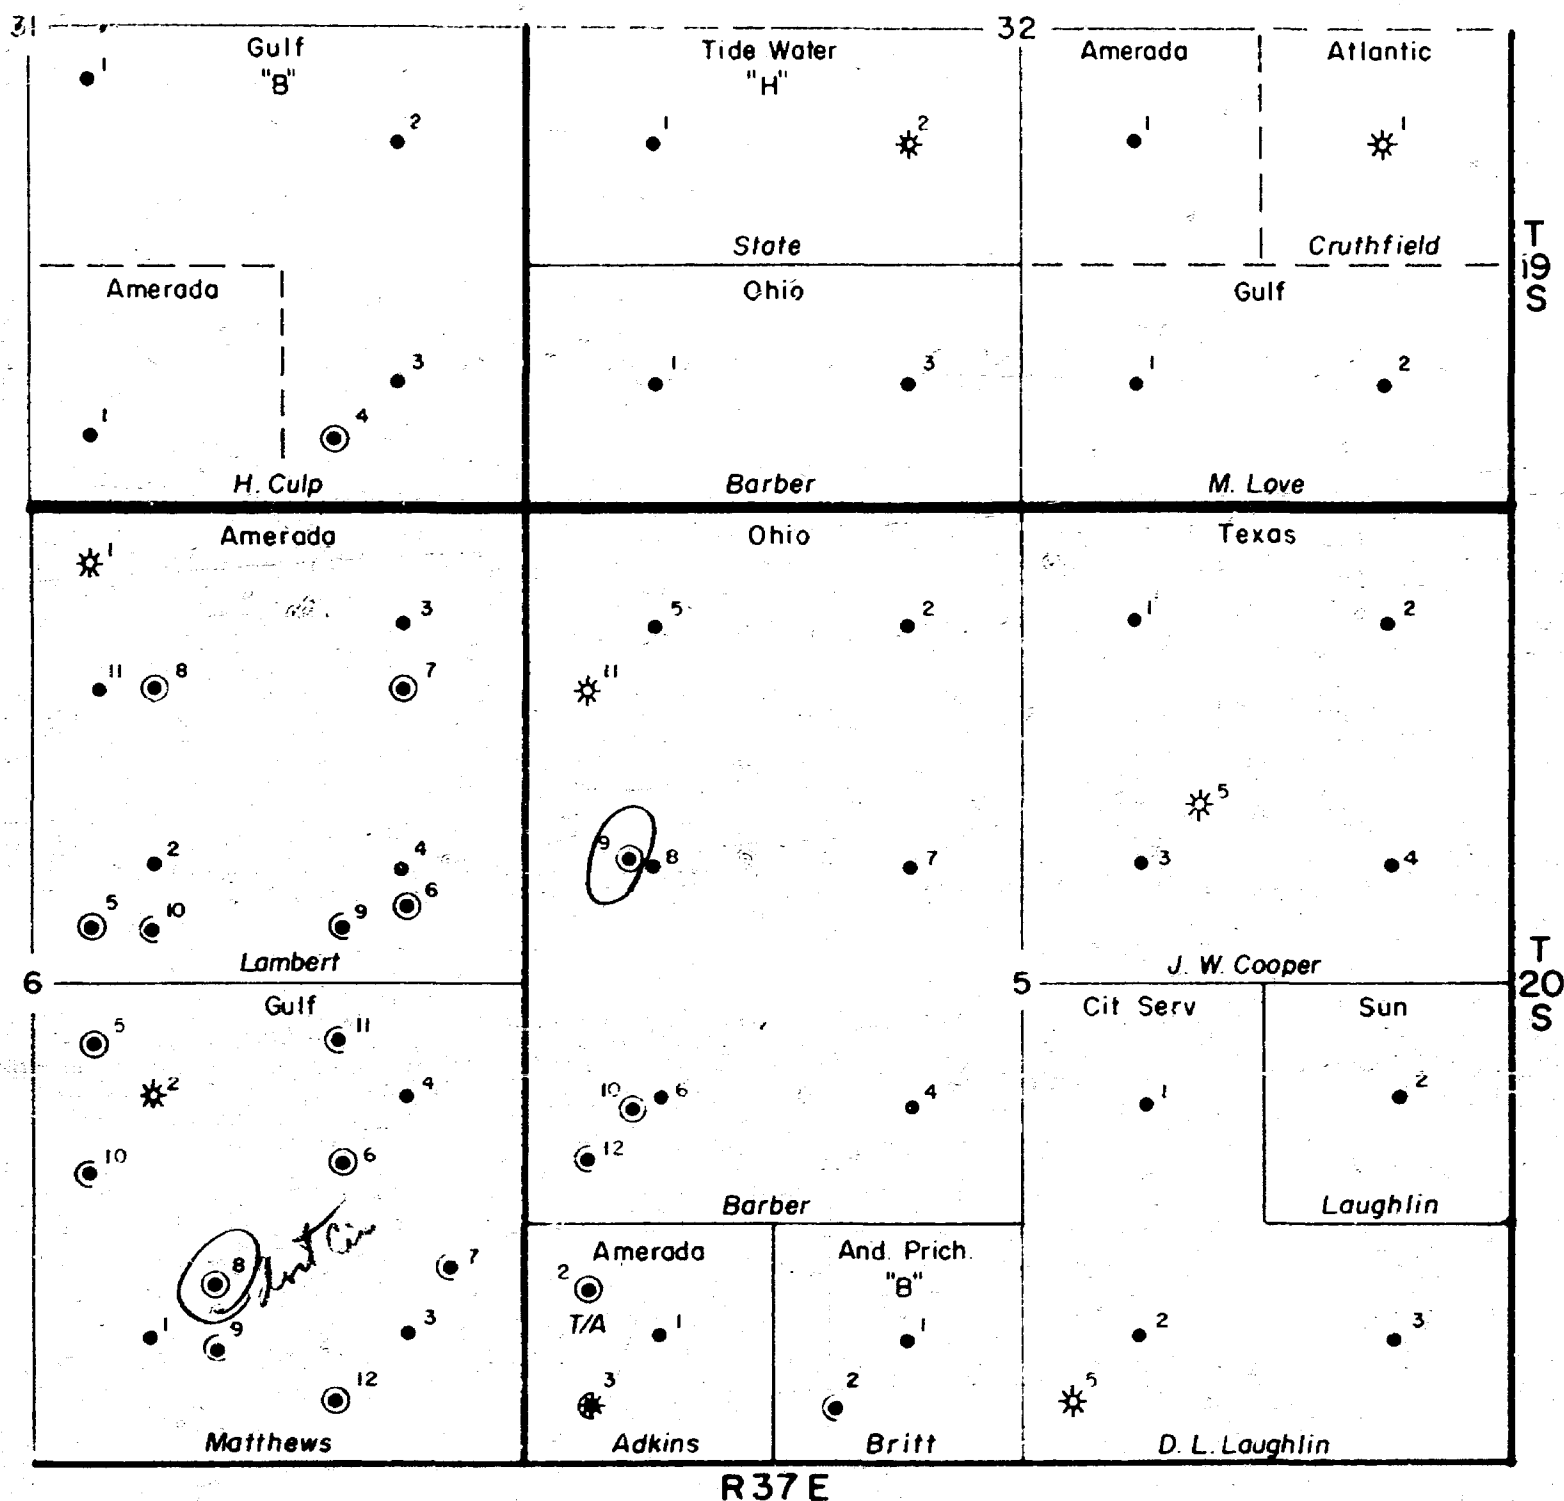 31
32
Gulf
"B"
1
2
Tide Water
"H"
1
2
Amerada
1
Atlantic
1
State
Cruthfield
T
19
S
Amerada
1
3
4
H. Culp
Ohio
1
3
Barber
Gulf
1
2
M. Love
Amerada
1
3
11
8
7
2
4
5
10
9
6
Lambert
Ohio
5
2
11
9
8
7
10
6
4
12
Barber
Texas
1
2
5
3
4
J. W. Cooper
T
20
S
6
5
Gulf
5
11
2
4
10
6
8
7
1
9
3
12
Matthews
Cit Serv
1
2
3
5
D. L. Laughlin
Sun
2
Laughlin
Amerada
2
T/A
1
3
Adkins
And. Prich.
"B"
1
2
Britt
R 37 E